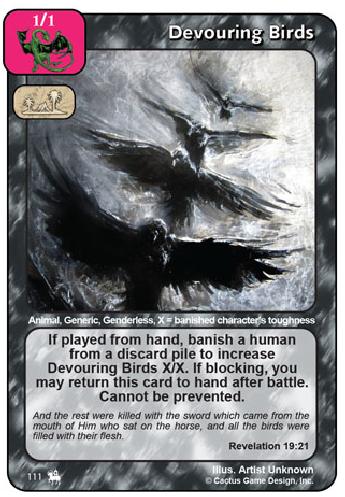 1/1
Devouring Birds
Animal, Generic, Genderless, X = banished character's toughness
If played from hand, banish a human
from a discard pile to increase
Devouring Birds X/X. If blocking, you
may return this card to hand after battle.
Cannot be prevented.
And the rest were killed with the sword which came from the
mouth of Him who sat on the horse, and all the birds were
filled with their flesh.
Revelation 19:21
Illus. Artist Unknown
111
© Cactus Game Design, Inc.